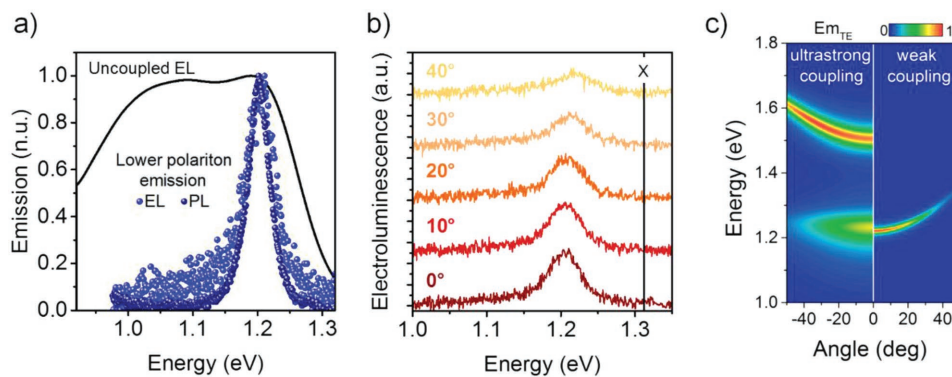 a)
Uncoupled EL
Lower polariton
emission
EL PL
Emission (n.u.)
1.0
0.8
0.6
0.4
0.2
0.0
1.0 1.1 1.2 1.3
Energy (eV)
b)
Electroluminescence (a.u.)
40°
30°
20°
10°
0°
X
1.0 1.1 1.2 1.3
Energy (eV)
c)
Em_TE 0 1
ultrastrong weak
coupling coupling
Energy (eV)
1.8
1.6
1.4
1.2
1.0
-40 -20 0 20 40
Angle (deg)